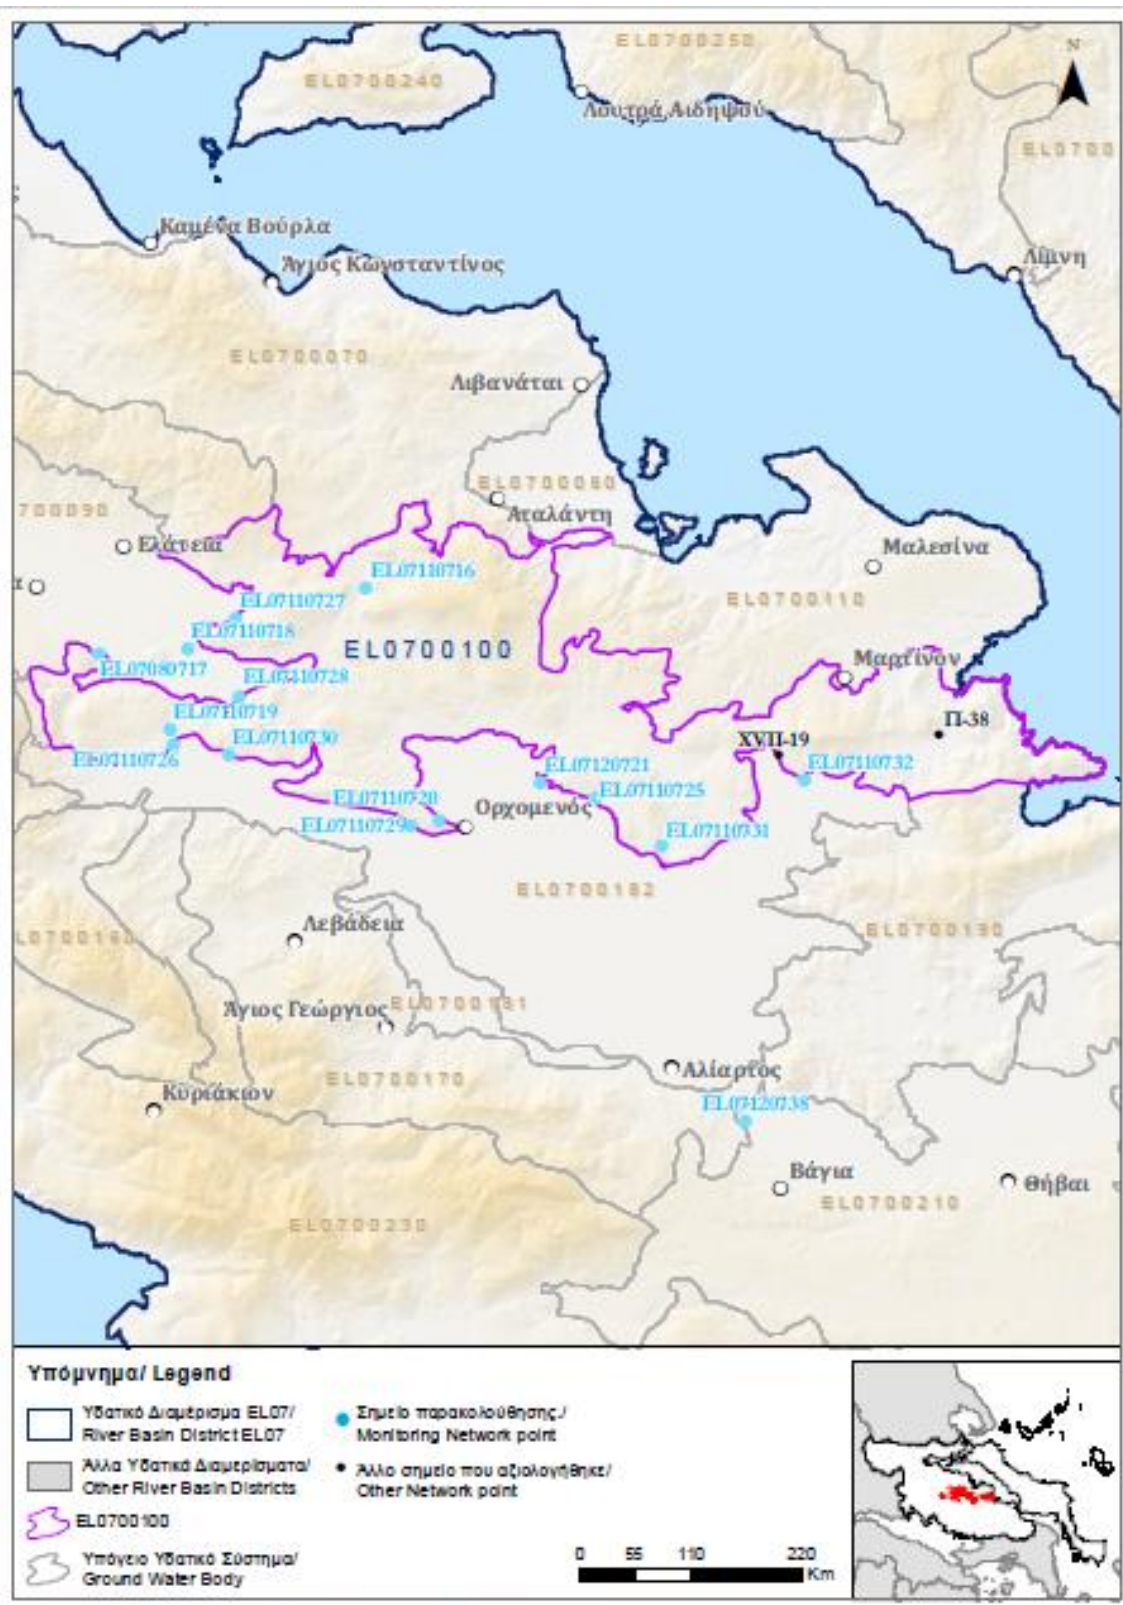 EL0700250
EL0700240
N
Λουτρά Αιδηψού
EL0700
Καμένα Βούρλα
Άγιος Κωνσταντίνος
Λίμνη
EL0700070
Λιβανάται
EL0700080
700090
Αταλάντη
Ελάτεια
Μαλεσίνα
α
EL07110716
EL07110727
EL0700110
EL07110718
EL0700100
EL07080717
Μαρτίνον
EL07110728
EL07110719
Π-38
EL07110730
XVII-19
EL07110726
EL07120721
EL07110732
EL07110725
EL07110720
Ορχομενός
EL07110729
EL07110731
EL0700182
Λεβάδεια
EL0700190
L0700160
Άγιος Γεώργιος
EL0700181
Αλίαρτος
EL0700170
Κυριάκιον
EL07120738
Βάγια
Θήβαι
EL0700210
EL0700230
Υπόμνημα/ Legend
Υδατικό Διαμέρισμα EL07/
River Basin District EL07
Άλλα Υδατικά Διαμερίσματα/
Other River Basin Districts
EL0700100
Υπόγειο Υδατικό Σύστημα/
Ground Water Body
Σημείο παρακολούθησης/
Monitoring Network point
Άλλο σημείο που αξιολογήθηκε/
Other Network point
0 55 110 220
Km